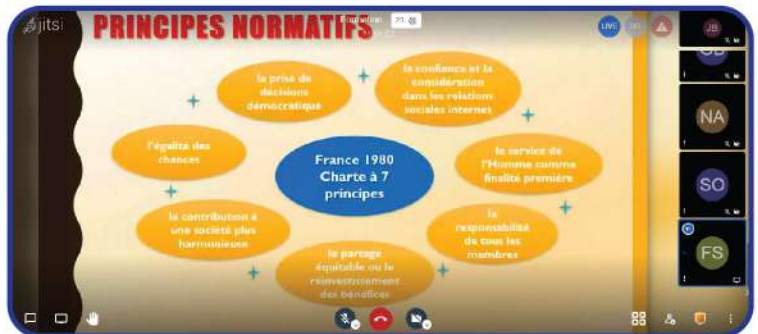 jitsi
PRINCIPES NORMATIFS
LIVE
JB
la prise de
décisions
démocratique
la confiance et la
considération
dans les relations
sociales internes
l'égalité des
chances
France 1980
Charte à 7
principes
le service de
l'Homme comme
finalité première
NA
SO
la contribution à
une société plus
harmonieuse
la
responsabilité
de tous les
membres
le partage
équitable ou le
réinvestissement
des bénéfices
FS